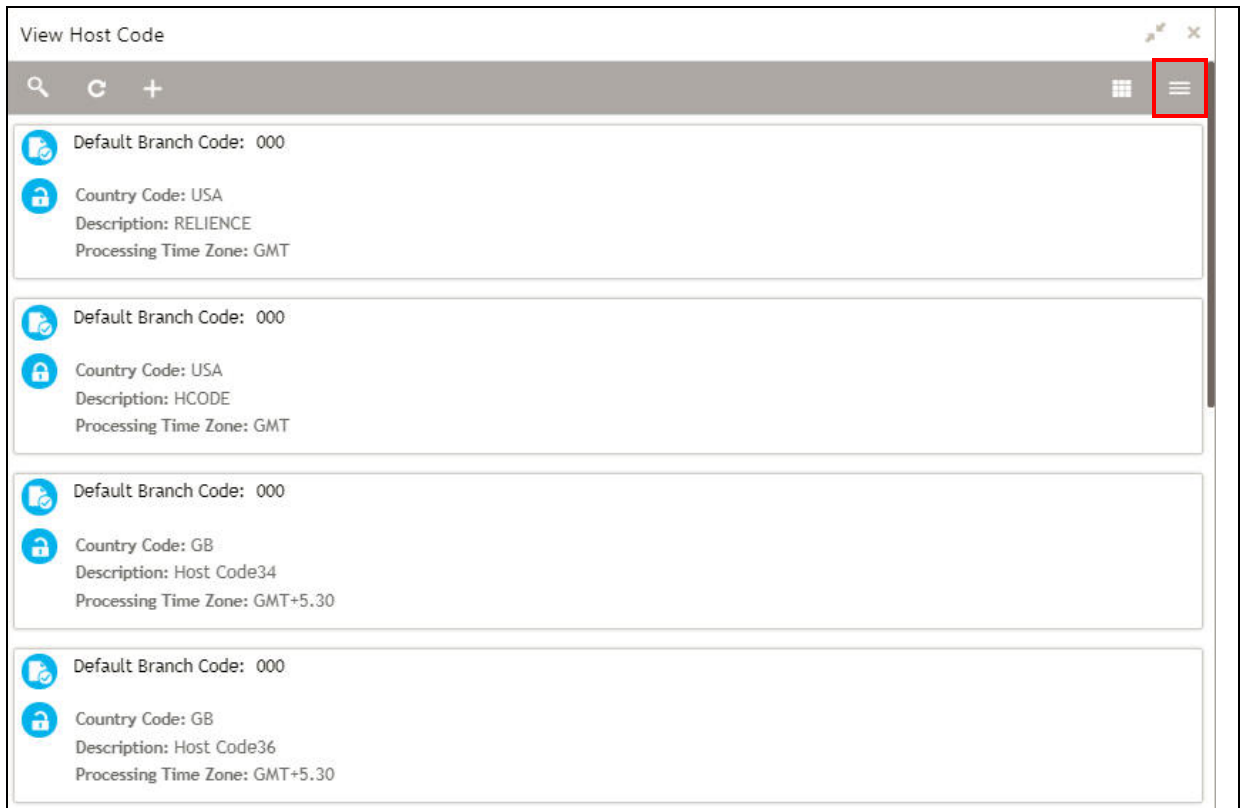 View Host Code
Default Branch Code: 000
Country Code: USA
Description: RELIENCE
Processing Time Zone: GMT
Default Branch Code: 000
Country Code: USA
Description: HCODE
Processing Time Zone: GMT
Default Branch Code: 000
Country Code: GB
Description: Host Code34
Processing Time Zone: GMT+5.30
Default Branch Code: 000
Country Code: GB
Description: Host Code36
Processing Time Zone: GMT+5.30